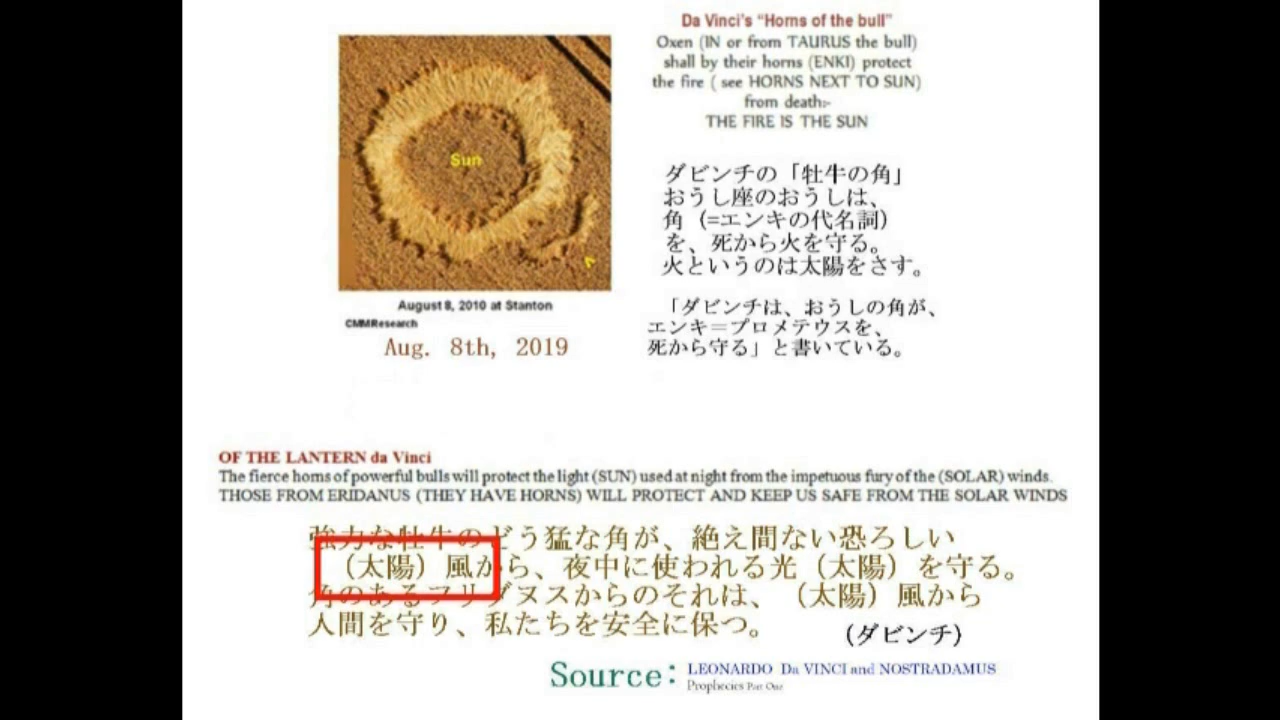 Da Vinci's "Horns of the bull"
Oxen (IN or from TAURUS the bull)
shall by their horns (ENKI) protect
the fire ( see HORNS NEXT TO SUN)
from death:-
THE FIRE IS THE SUN
Sun
August 8, 2010 at Stanton
CMMResearch
Aug. 8th, 2019
ダビンチの「牡牛の角」
おうし座のおうしは、
角（=エンキの代名詞）
を、死から火を守る。
火というのは太陽をさす。
「ダビンチは、おうしの角が、
エンキ＝プロメテウスを、
死から守る」と書いている。
OF THE LANTERN da Vinci
The fierce horns of powerful bulls will protect the light (SUN) used at night from the impetuous fury of the (SOLAR) winds.
THOSE FROM ERIDANUS (THEY HAVE HORNS) WILL PROTECT AND KEEP US SAFE FROM THE SOLAR WINDS
強力な牡牛のどう猛な角が、絶え間ない恐ろしい
（太陽）風から、夜中に使われる光（太陽）を守る。
角のあるフリダヌスからのそれは、（太陽）風から
人間を守り、私たちを安全に保つ。
(ダビンチ)
Source: LEONARDO Da VINCI and NOSTRADAMUS
Prophecies Part One